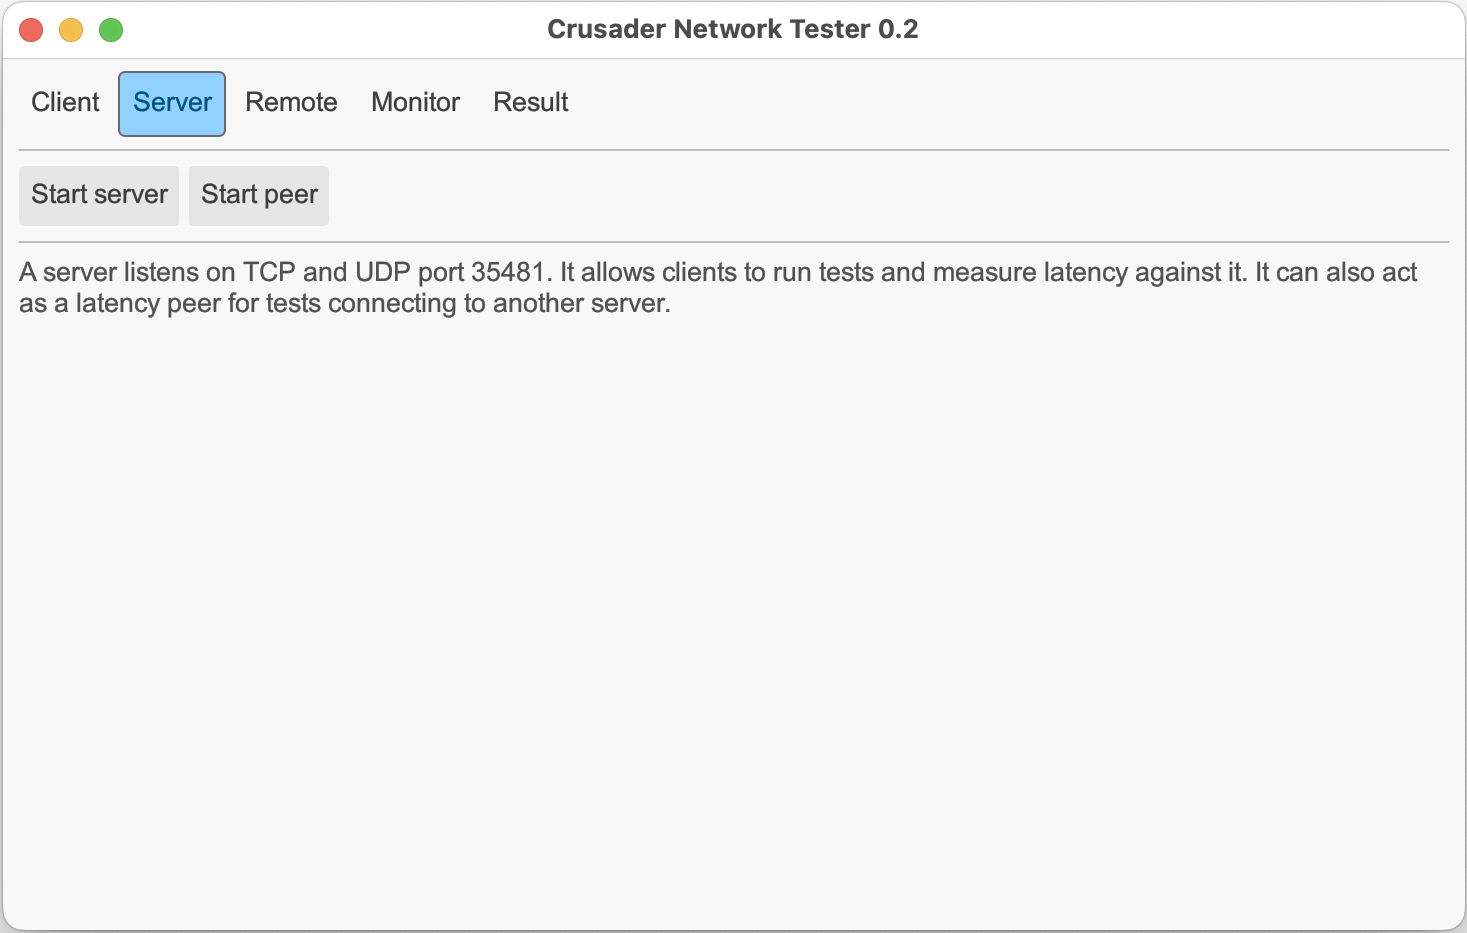 Crusader Network Tester 0.2
Client Server Remote Monitor Result
Start server Start peer
A server listens on TCP and UDP port 35481. It allows clients to run tests and measure latency against it. It can also act
as a latency peer for tests connecting to another server.